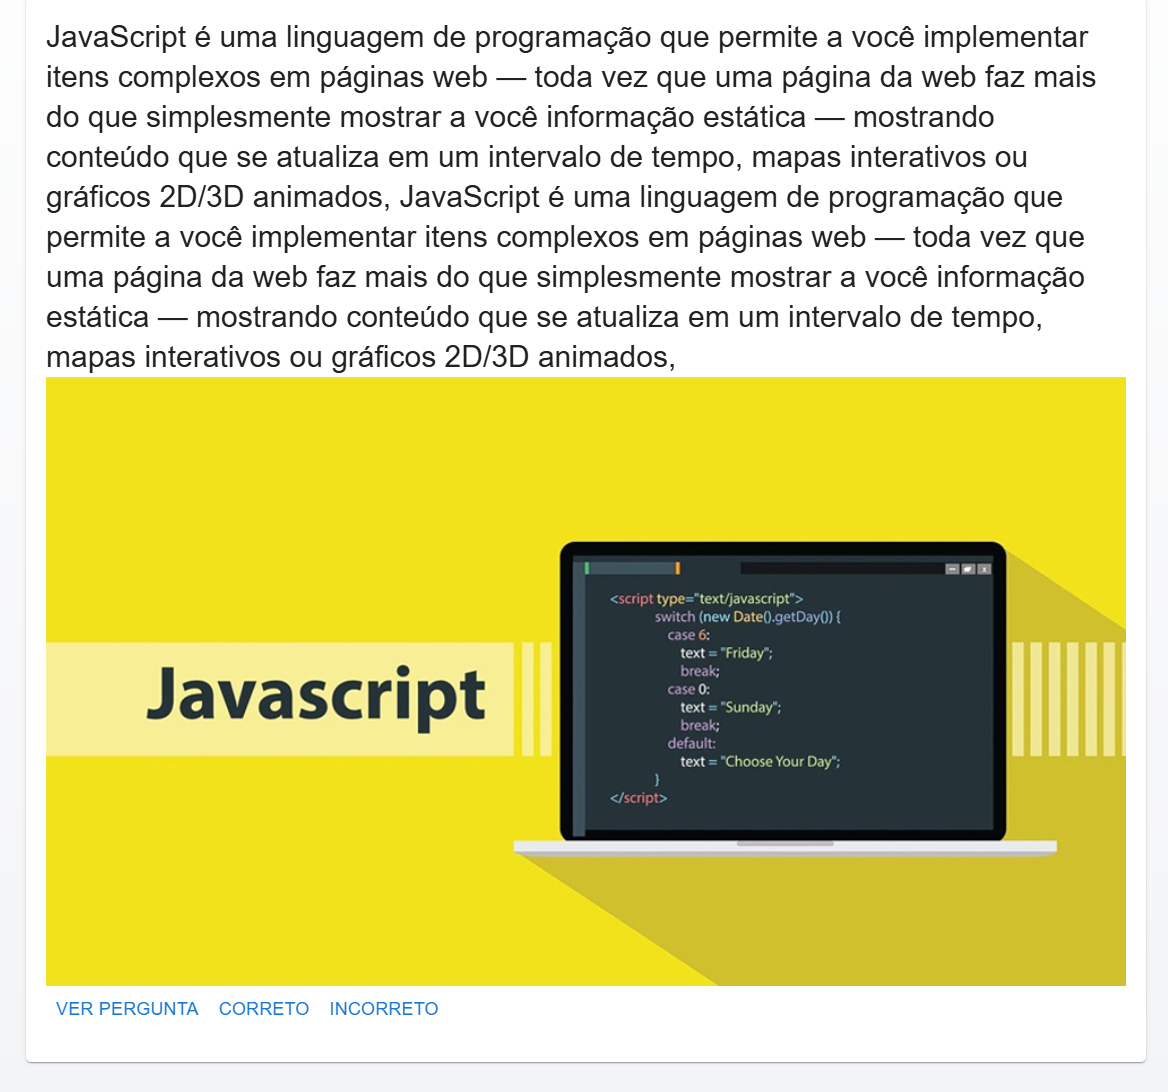 JavaScript é uma linguagem de programação que permite a você implementar
itens complexos em páginas web — toda vez que uma página da web faz mais
do que simplesmente mostrar a você informação estática — mostrando
conteúdo que se atualiza em um intervalo de tempo, mapas interativos ou
gráficos 2D/3D animados, JavaScript é uma linguagem de programação que
permite a você implementar itens complexos em páginas web — toda vez que
uma página da web faz mais do que simplesmente mostrar a você informação
estática — mostrando conteúdo que se atualiza em um intervalo de tempo,
mapas interativos ou gráficos 2D/3D animados,
Javascript
<script type="text/javascript">
switch (new Date().getDay()) {
case 6:
text = "Friday";
break;
case 0:
text = "Sunday";
break;
default:
text = "Choose Your Day";
}
</script>
VER PERGUNTA CORRETO INCORRETO